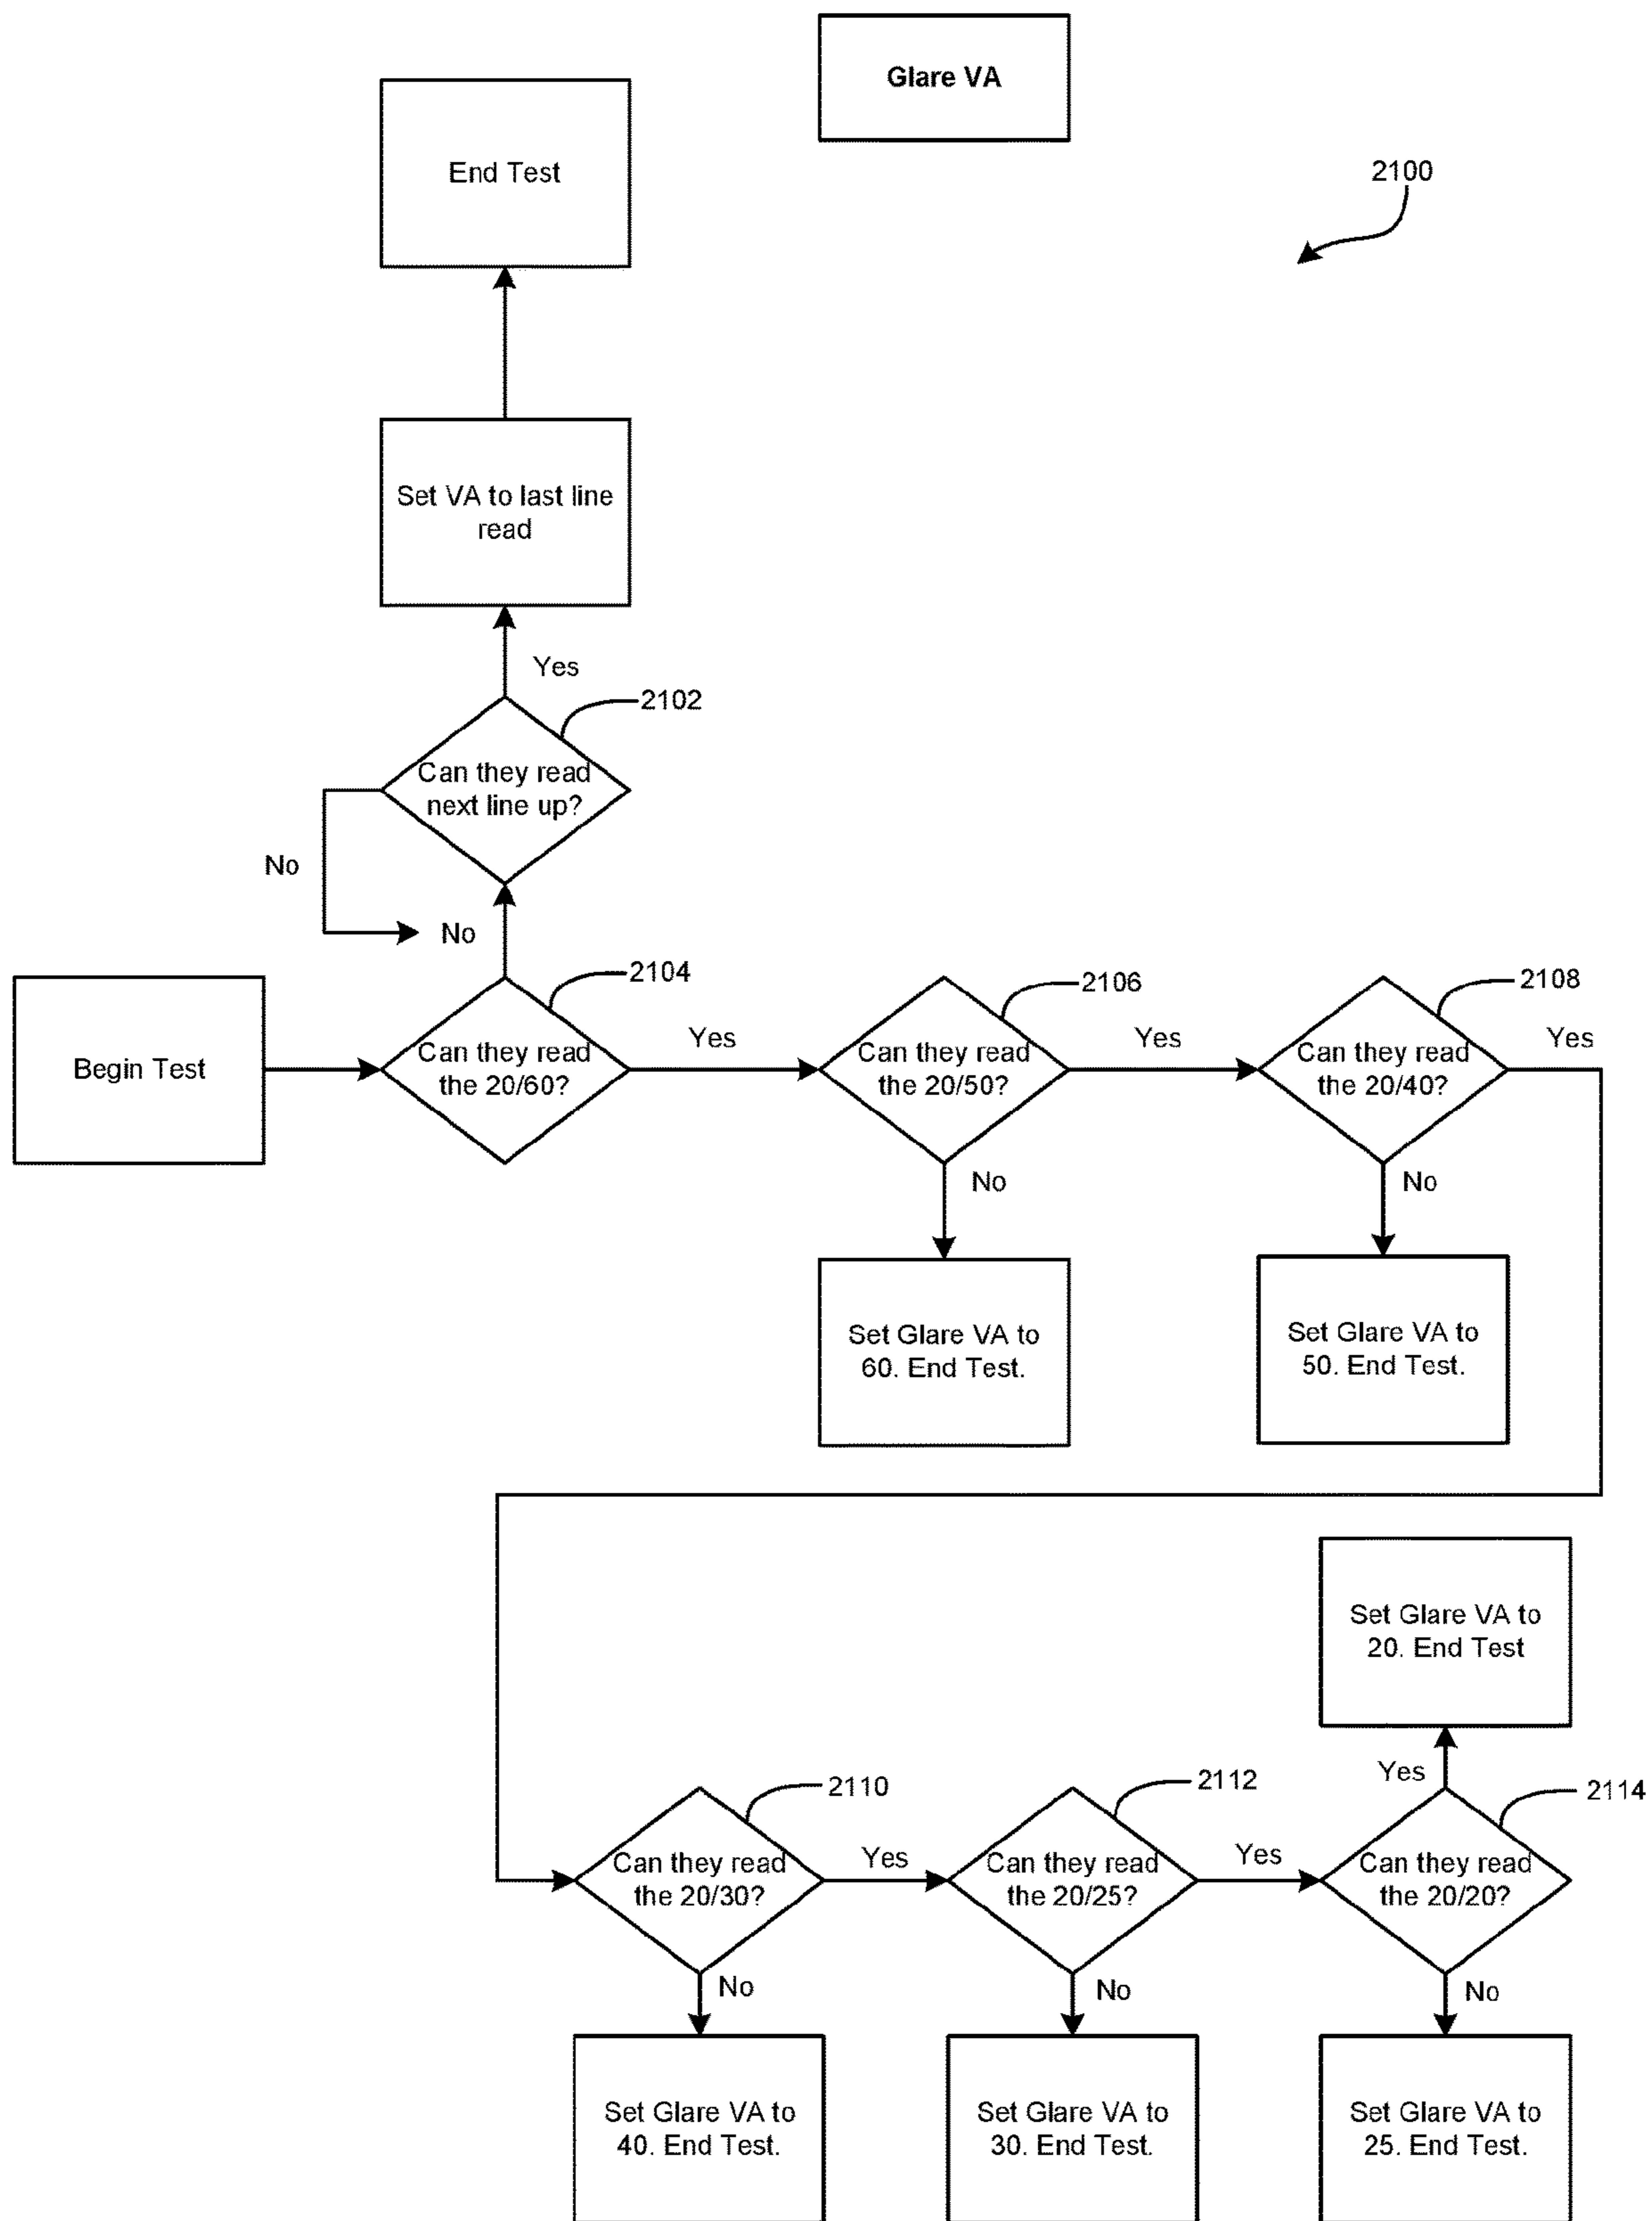 Glare VA
End Test
2100
Set VA to last line
read
Yes
2102
Can they read
next line up?
No
No
2104
2106
2108
Begin Test
Can they read
the 20/60?
Yes
Can they read
the 20/50?
Yes
Can they read
the 20/40?
Yes
No
No
Set Glare VA to
60. End Test.
Set Glare VA to
50. End Test.
Set Glare VA to
20. End Test
2110
2112
Yes
2114
Can they read
the 20/30?
Yes
Can they read
the 20/25?
Yes
Can they read
the 20/20?
No
No
No
Set Glare VA to
40. End Test.
Set Glare VA to
30. End Test.
Set Glare VA to
25. End Test.